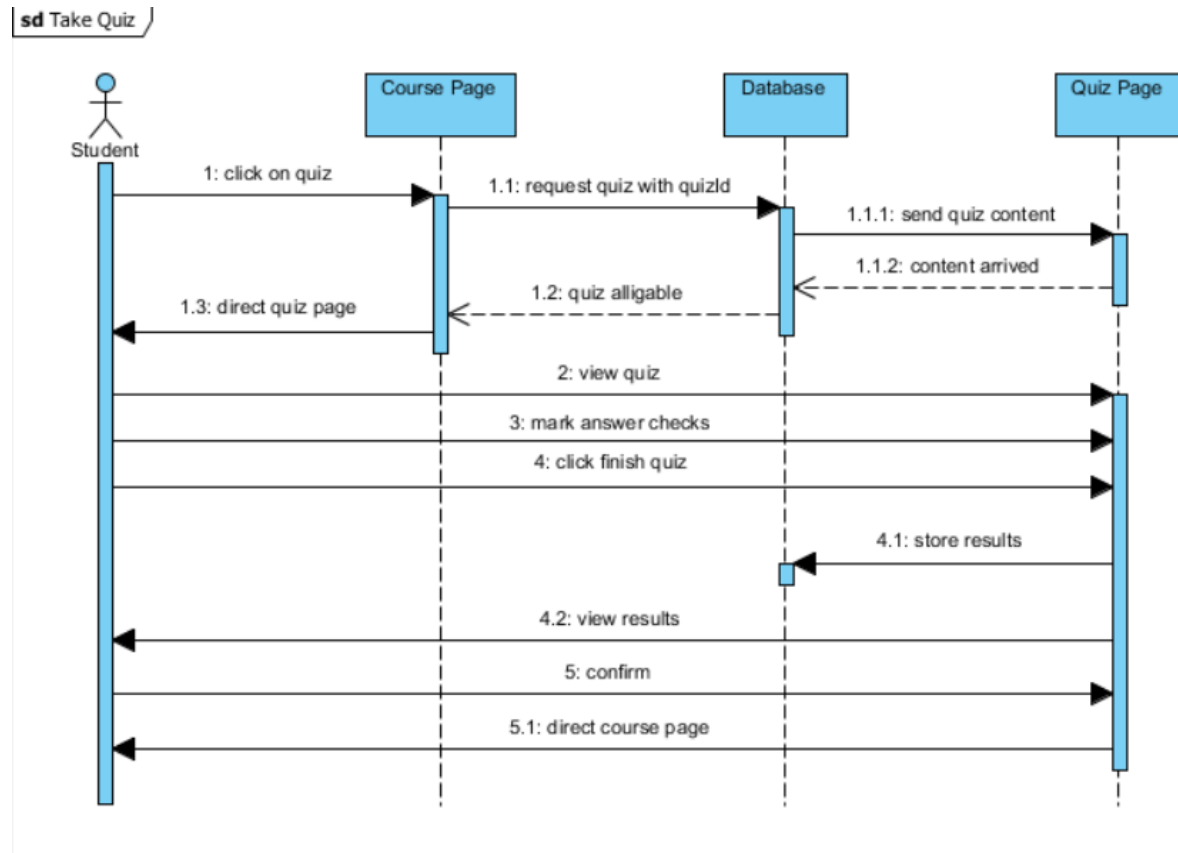 sd Take Quiz
Course Page
Database
Quiz Page
Student
1: click on quiz
1.1: request quiz with quizId
1.1.1: send quiz content
1.1.2: content arrived
1.2: quiz alligable
1.3: direct quiz page
2: view quiz
3: mark answer checks
4: click finish quiz
4.1: store results
4.2: view results
5: confirm
5.1: direct course page